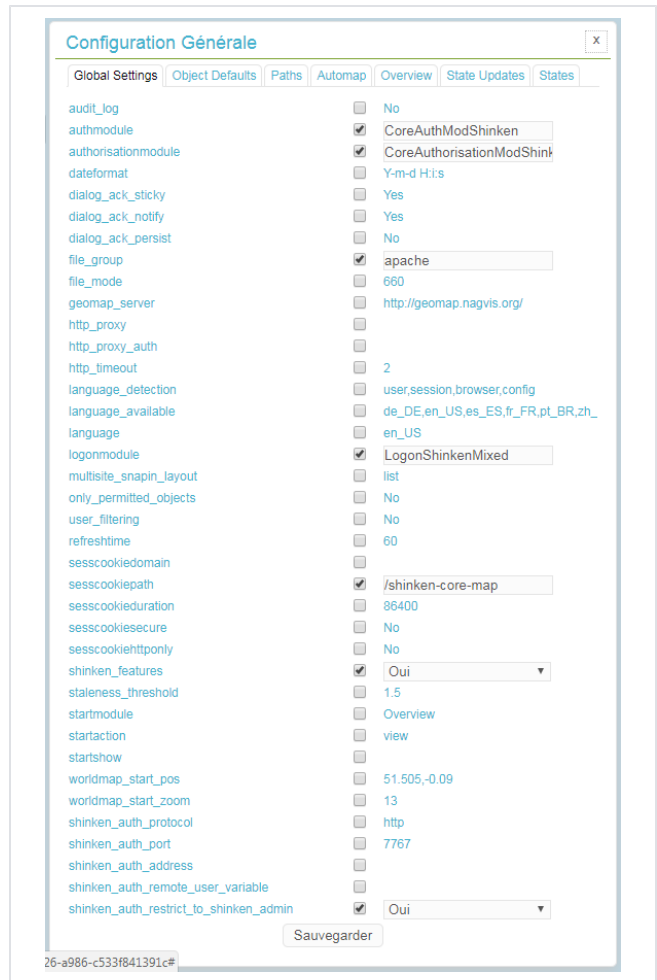 Configuration Générale x
Global Settings Object Defaults Paths Automap Overview State Updates States
audit_log No
authmodule CoreAuthModShinken
authorisationmodule CoreAuthorisationModShink
dateformat Y-m-d H:i:s
dialog_ack_sticky Yes
dialog_ack_notify Yes
dialog_ack_persist No
file_group apache
file_mode 660
geomap_server http://geomap.nagvis.org/
http_proxy
http_proxy_auth
http_timeout 2
language_detection user,session,browser,config
language_available de_DE,en_US,es_ES,fr_FR,pt_BR,zh_
language en_US
logonmodule LogonShinkenMixed
multisite_snapin_layout list
only_permitted_objects No
user_filtering No
refreshtime 60
sesscookiedomain
sesscookiepath /shinken-core-map
sesscookieduration 86400
sesscookiesecure No
sesscookiehttponly No
shinken_features Oui
staleness_threshold 1.5
startmodule Overview
startaction view
startshow
worldmap_start_pos 51.505,-0.09
worldmap_start_zoom 13
shinken_auth_protocol http
shinken_auth_port 7767
shinken_auth_address
shinken_auth_remote_user_variable
shinken_auth_restrict_to_shinken_admin Oui
Sauvegarder
26-a986-c533f841391c#